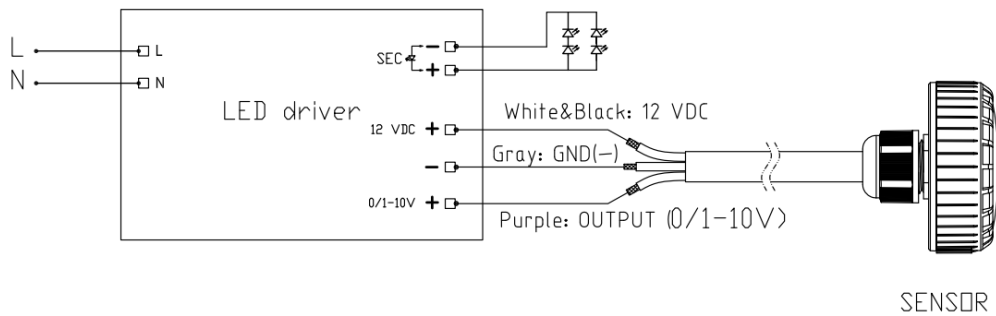 L
N
L
N
SEC
−
+
LED driver
12 VDC +
−
0/1-10V +
White&Black: 12 VDC
Gray: GND(-)
Purple: OUTPUT (0/1-10V)
SENSOR